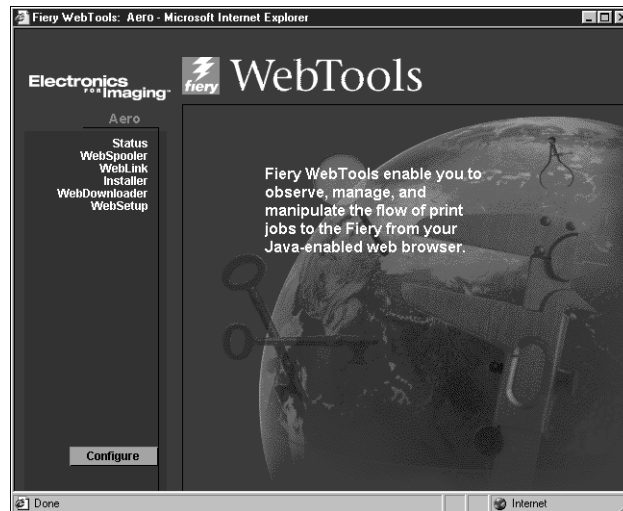 Fiery WebTools: Aero - Microsoft Internet Explorer
Electronics
FOR Imaging™
fiery
WebTools
Aero
Status
WebSpooler
WebLink
Installer
WebDownloader
WebSetup
Fiery WebTools enable you to
observe, manage, and
manipulate the flow of print
jobs to the Fiery from your
Java-enabled web browser.
Configure
Done
Internet